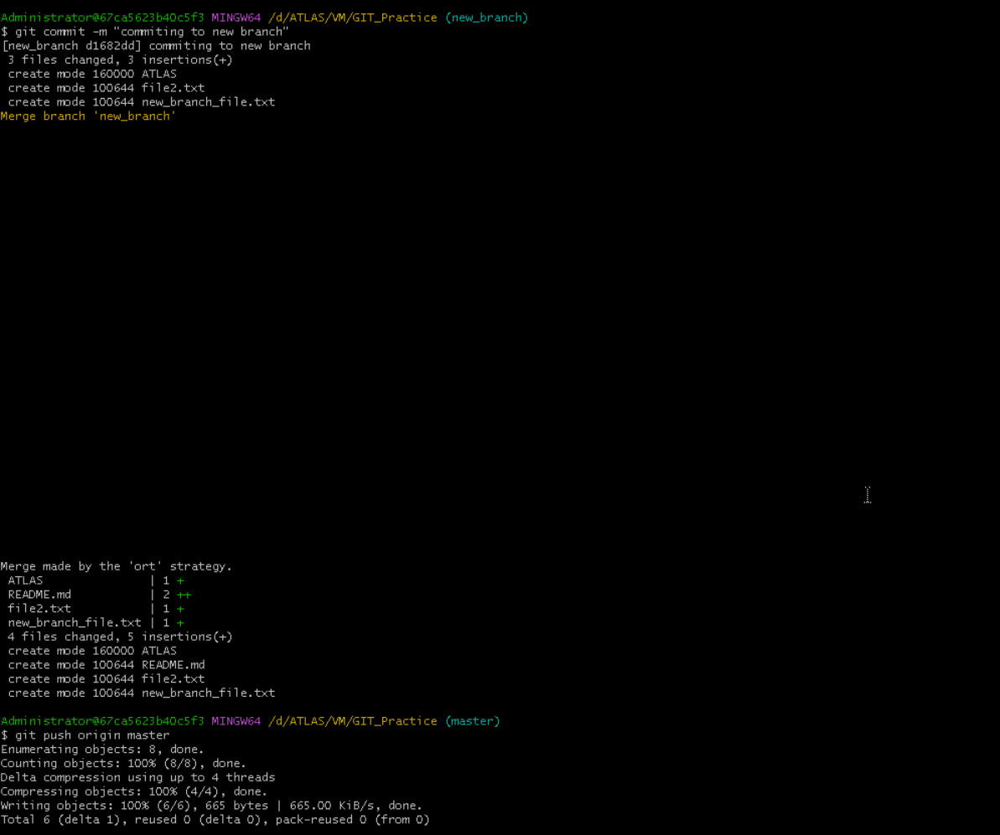 Administrator@67ca5623b40c5f3 MINGW64 /d/ATLAS/VM/GIT_Practice (new_branch)
$ git commit -m "commiting to new branch"
[new_branch d1682dd] commiting to new branch
 3 files changed, 3 insertions(+)
 create mode 160000 ATLAS
 create mode 100644 file2.txt
 create mode 100644 new_branch_file.txt
Merge branch 'new_branch'
Merge made by the 'ort' strategy.
 ATLAS               | 1 +
 README.md           | 2 ++
 file2.txt           | 1 +
 new_branch_file.txt | 1 +
 4 files changed, 5 insertions(+)
 create mode 160000 ATLAS
 create mode 100644 README.md
 create mode 100644 file2.txt
 create mode 100644 new_branch_file.txt
Administrator@67ca5623b40c5f3 MINGW64 /d/ATLAS/VM/GIT_Practice (master)
$ git push origin master
Enumerating objects: 8, done.
Counting objects: 100% (8/8), done.
Delta compression using up to 4 threads
Compressing objects: 100% (4/4), done.
Writing objects: 100% (6/6), 665 bytes | 665.00 KiB/s, done.
Total 6 (delta 1), reused 0 (delta 0), pack-reused 0 (from 0)